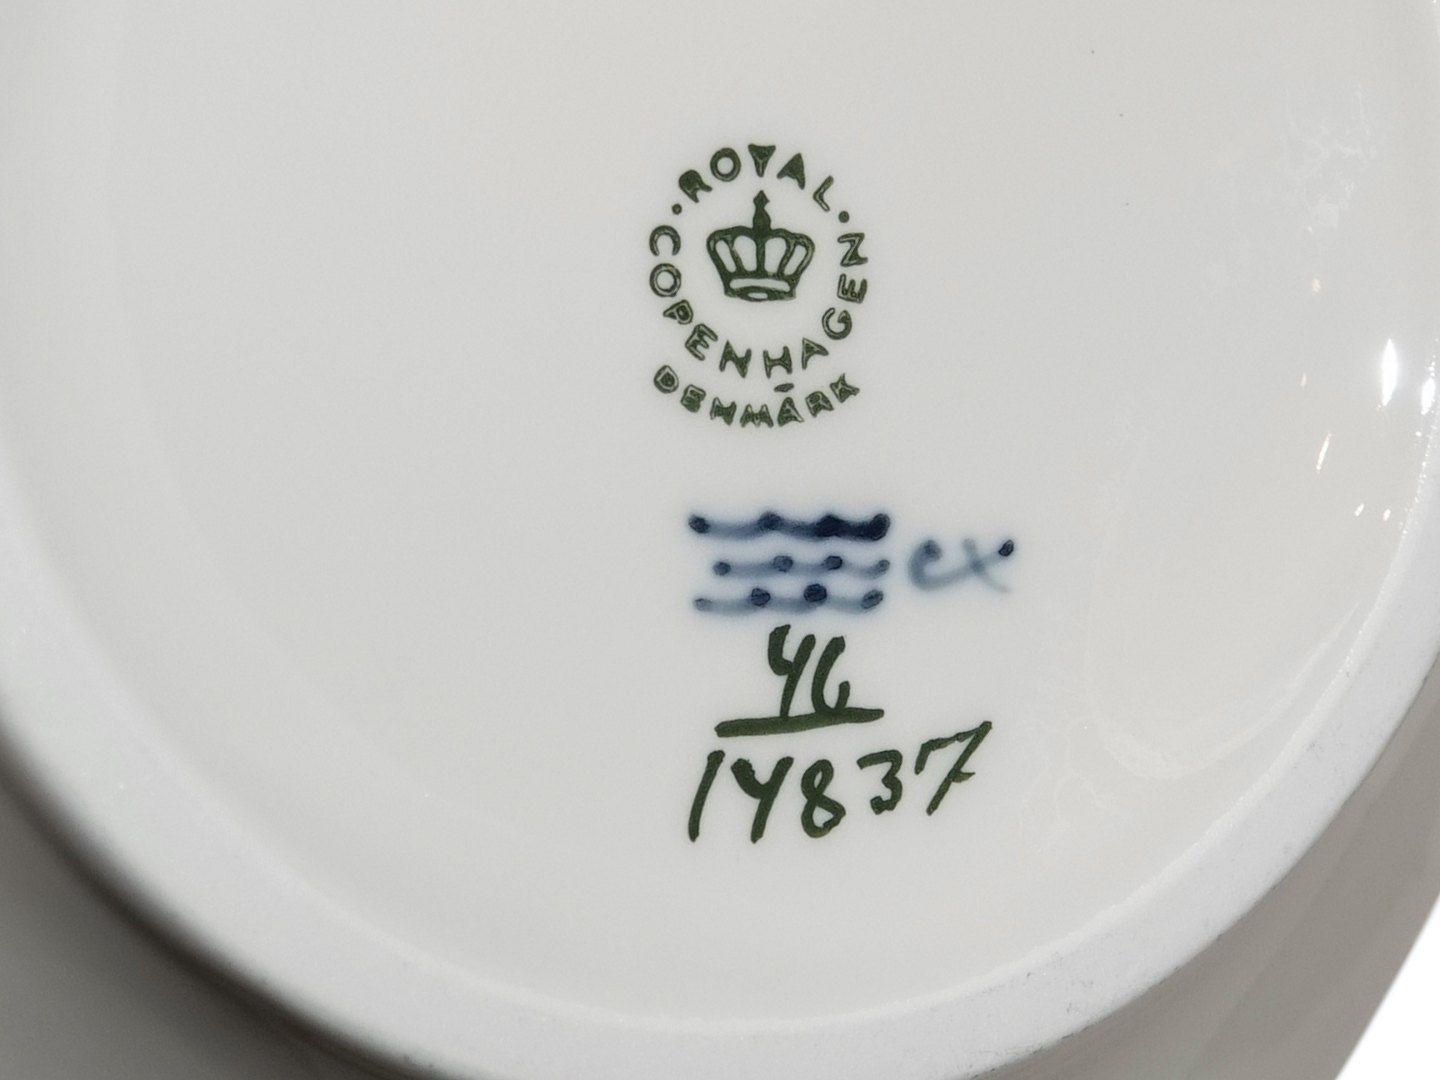 · ROYAL ·
COPENHAGEN
DENMARK
ex
46
14837